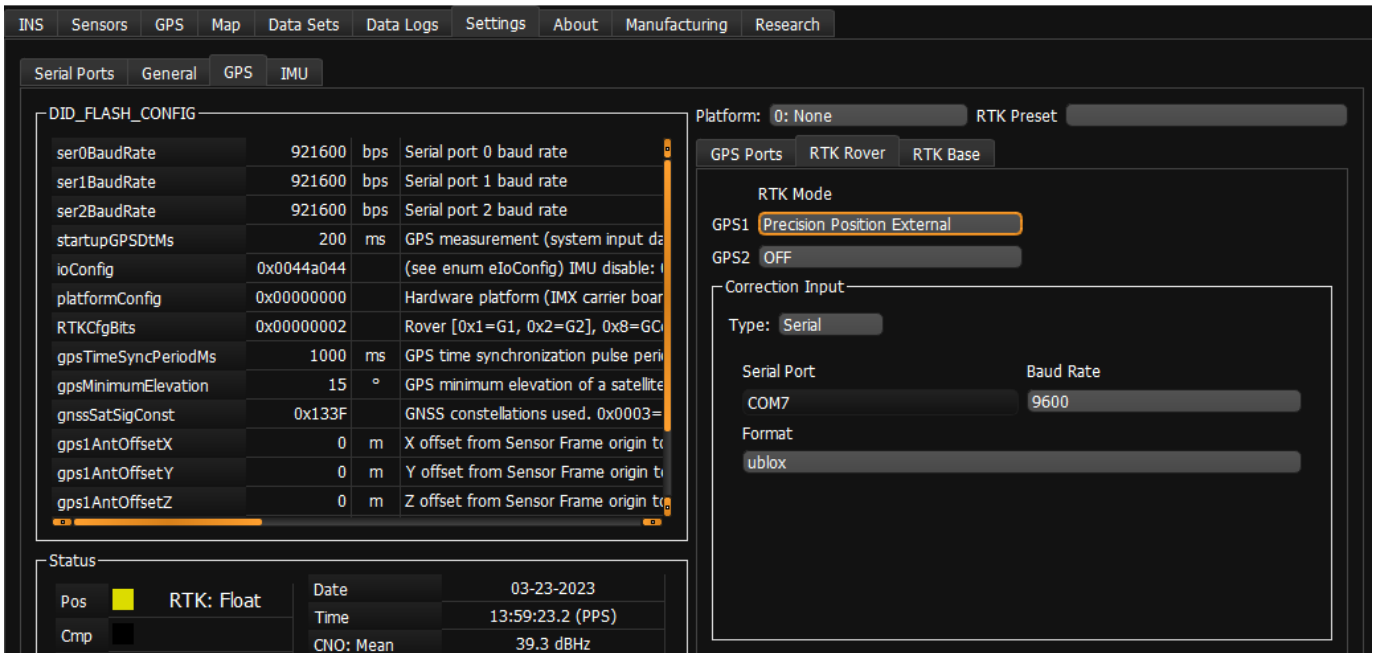 INS Sensors GPS Map Data Sets Data Logs Settings About Manufacturing Research
Serial Ports General GPS IMU
DID_FLASH_CONFIG
ser0BaudRate 921600 bps Serial port 0 baud rate
ser1BaudRate 921600 bps Serial port 1 baud rate
ser2BaudRate 921600 bps Serial port 2 baud rate
startupGPSDtMs 200 ms GPS measurement (system input da
ioConfig 0x0044a044 (see enum eIoConfig) IMU disable:
platformConfig 0x00000000 Hardware platform (IMX carrier boar
RTKCfgBits 0x00000002 Rover [0x1=G1, 0x2=G2], 0x8=GC
gpsTimeSyncPeriodMs 1000 ms GPS time synchronization pulse peri
gpsMinimumElevation 15 ° GPS minimum elevation of a satellite
gnssSatSigConst 0x133F GNSS constellations used. 0x0003=
gps1AntOffsetX 0 m X offset from Sensor Frame origin to
gps1AntOffsetY 0 m Y offset from Sensor Frame origin to
gps1AntOffsetZ 0 m Z offset from Sensor Frame origin to
Status
Pos RTK: Float
Cmp
Date 03-23-2023
Time 13:59:23.2 (PPS)
CNO: Mean 39.3 dBHz
Platform: 0: None RTK Preset
GPS Ports RTK Rover RTK Base
RTK Mode
GPS1 Precision Position External
GPS2 OFF
Correction Input
Type: Serial
Serial Port Baud Rate
COM7 9600
Format
ublox